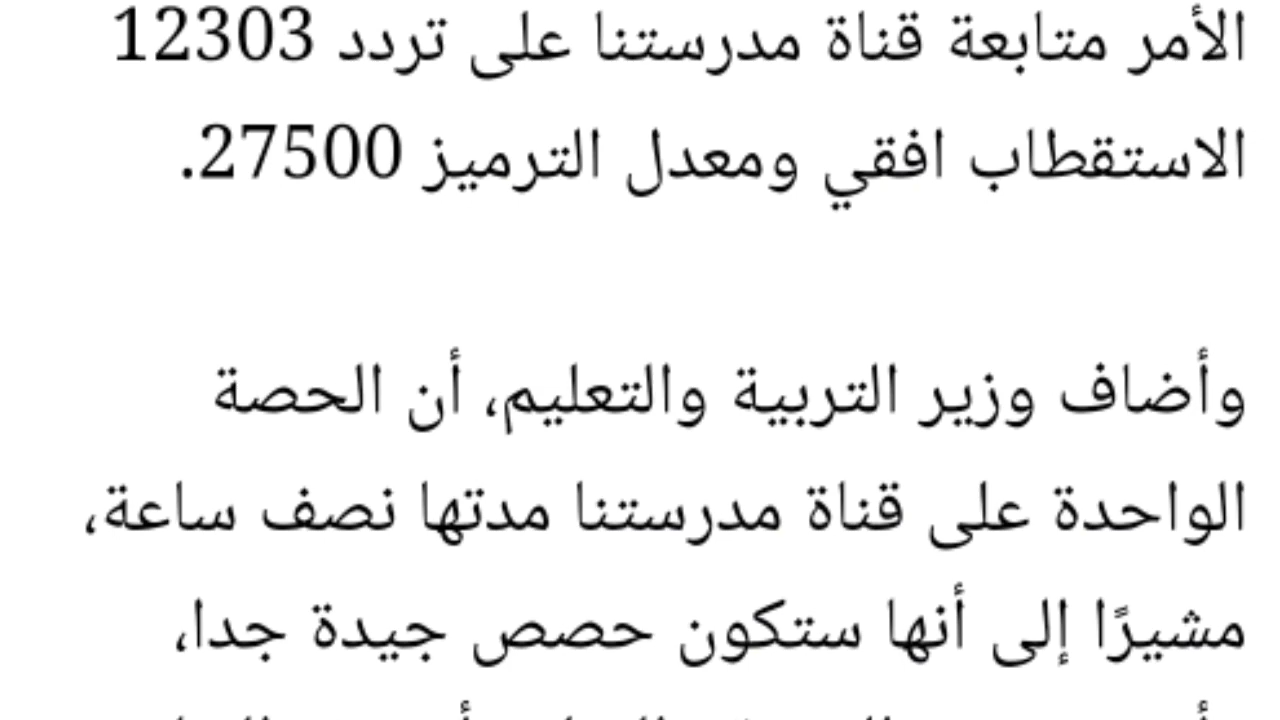 الأمر متابعة قناة مدرستنا على تردد 12303
الاستقطاب افقي ومعدل الترميز 27500.
وأضاف وزير التربية والتعليم، أن الحصة
الواحدة على قناة مدرستنا مدتها نصف ساعة،
مشيرًا إلى أنها ستكون حصص جيدة جدا،